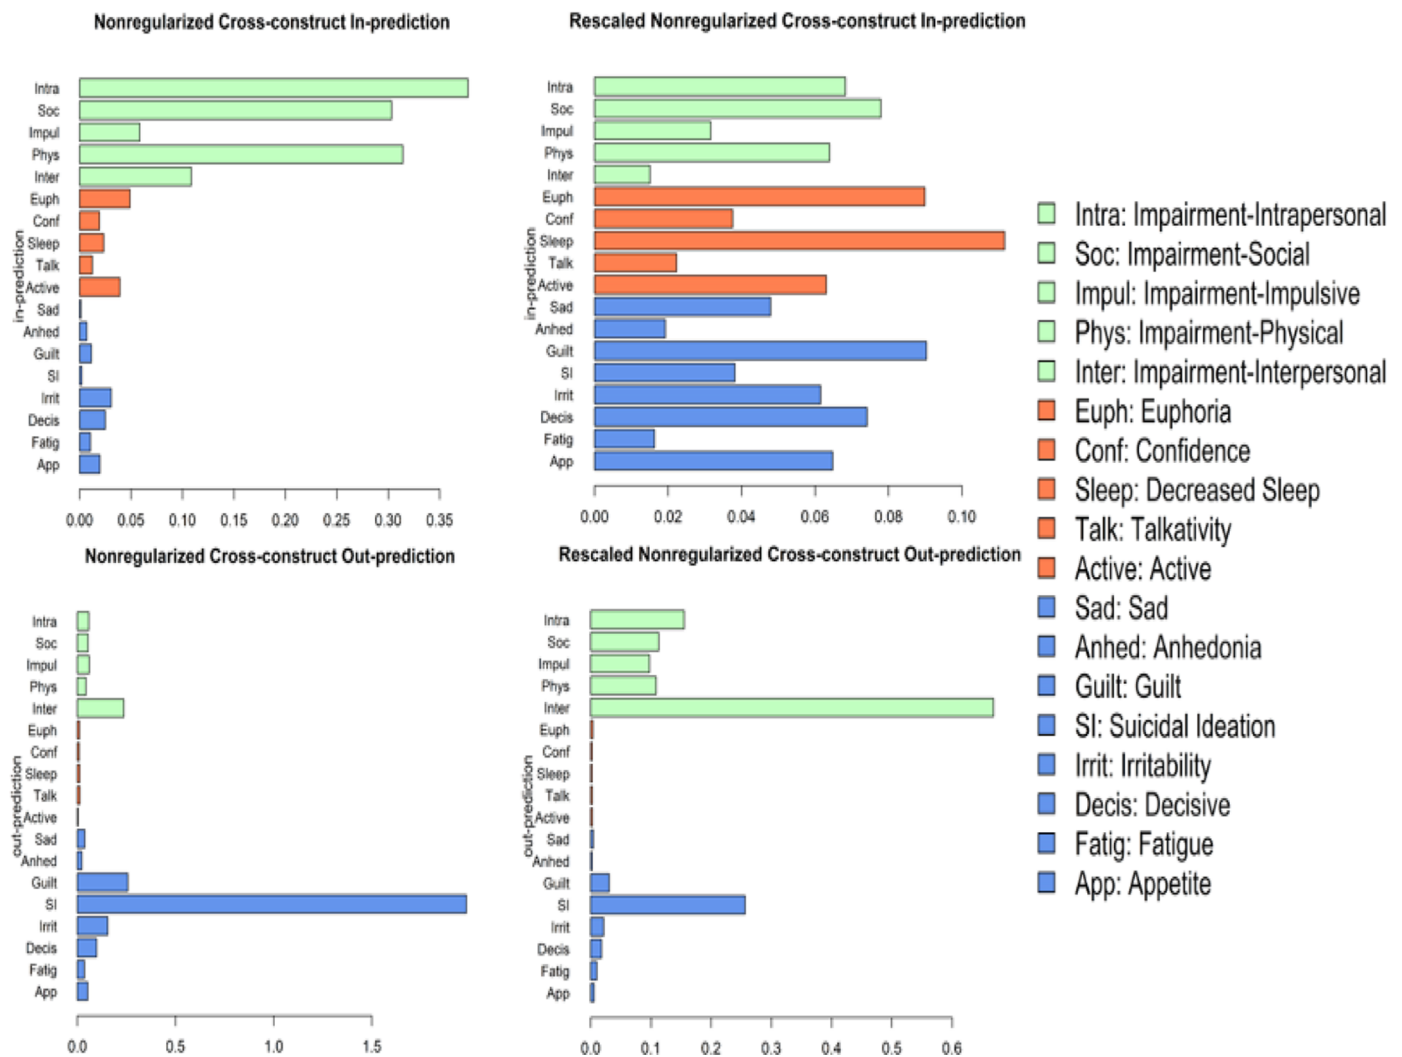 Nonregularized Cross-construct In-prediction
in-prediction
Intra
Soc
Impul
Phys
Inter
Euph
Conf
Sleep
Talk
Active
Sad
Anhed
Guilt
SI
Irrit
Decis
Fatig
App
0.00 0.05 0.10 0.15 0.20 0.25 0.30 0.35
Rescaled Nonregularized Cross-construct In-prediction
in-prediction
Intra
Soc
Impul
Phys
Inter
Euph
Conf
Sleep
Talk
Active
Sad
Anhed
Guilt
SI
Irrit
Decis
Fatig
App
0.00 0.02 0.04 0.06 0.08 0.10
Nonregularized Cross-construct Out-prediction
out-prediction
Intra
Soc
Impul
Phys
Inter
Euph
Conf
Sleep
Talk
Active
Sad
Anhed
Guilt
SI
Irrit
Decis
Fatig
App
0.0 0.5 1.0 1.5
Rescaled Nonregularized Cross-construct Out-prediction
out-prediction
Intra
Soc
Impul
Phys
Inter
Euph
Conf
Sleep
Talk
Active
Sad
Anhed
Guilt
SI
Irrit
Decis
Fatig
App
0.0 0.1 0.2 0.3 0.4 0.5 0.6
Intra: Impairment-Intrapersonal
Soc: Impairment-Social
Impul: Impairment-Impulsive
Phys: Impairment-Physical
Inter: Impairment-Interpersonal
Euph: Euphoria
Conf: Confidence
Sleep: Decreased Sleep
Talk: Talkativity
Active: Active
Sad: Sad
Anhed: Anhedonia
Guilt: Guilt
SI: Suicidal Ideation
Irrit: Irritability
Decis: Decisive
Fatig: Fatigue
App: Appetite